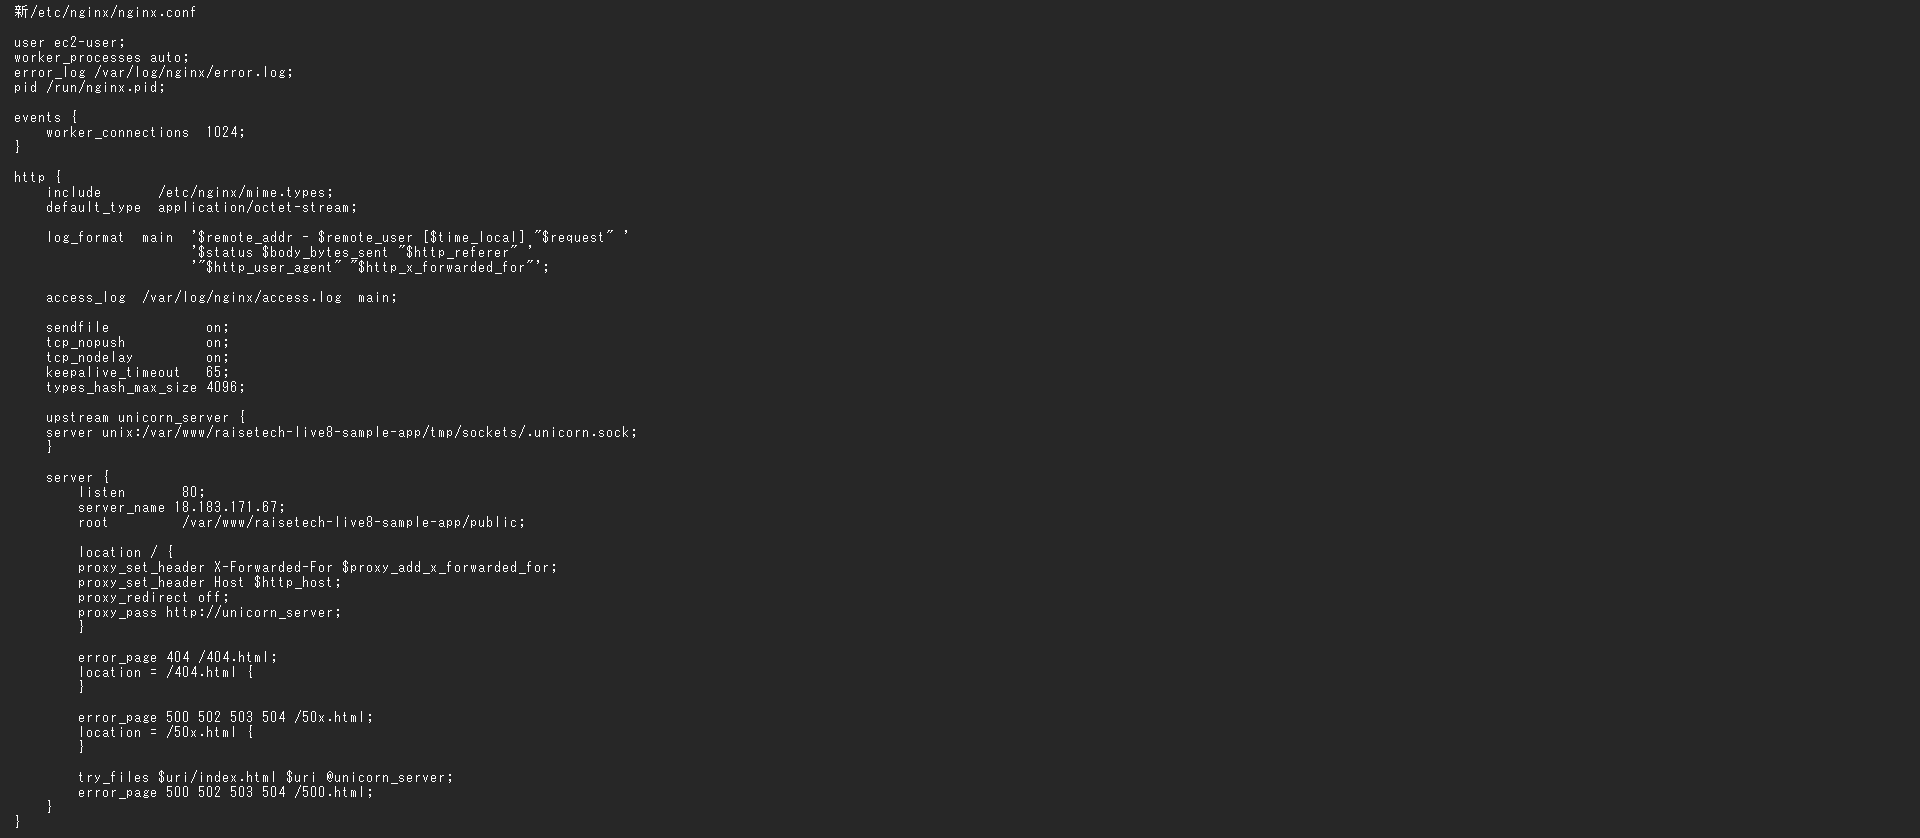 新/etc/nginx/nginx.conf

user ec2-user;
worker_processes auto;
error_log /var/log/nginx/error.log;
pid /run/nginx.pid;

events {
    worker_connections  1024;
}

http {
    include       /etc/nginx/mime.types;
    default_type  application/octet-stream;

    log_format  main  '$remote_addr - $remote_user [$time_local] "$request" '
                      '$status $body_bytes_sent "$http_referer" '
                      '"$http_user_agent" "$http_x_forwarded_for"';

    access_log  /var/log/nginx/access.log  main;

    sendfile            on;
    tcp_nopush          on;
    tcp_nodelay         on;
    keepalive_timeout   65;
    types_hash_max_size 4096;

    upstream unicorn_server {
    server unix:/var/www/raisetech-live8-sample-app/tmp/sockets/.unicorn.sock;
    }

    server {
        listen       80;
        server_name 18.183.171.67;
        root         /var/www/raisetech-live8-sample-app/public;

        location / {
        proxy_set_header X-Forwarded-For $proxy_add_x_forwarded_for;
        proxy_set_header Host $http_host;
        proxy_redirect off;
        proxy_pass http://unicorn_server;
        }

        error_page 404 /404.html;
        location = /404.html {
        }

        error_page 500 502 503 504 /50x.html;
        location = /50x.html {
        }

        try_files $uri/index.html $uri @unicorn_server;
        error_page 500 502 503 504 /500.html;
    }
}